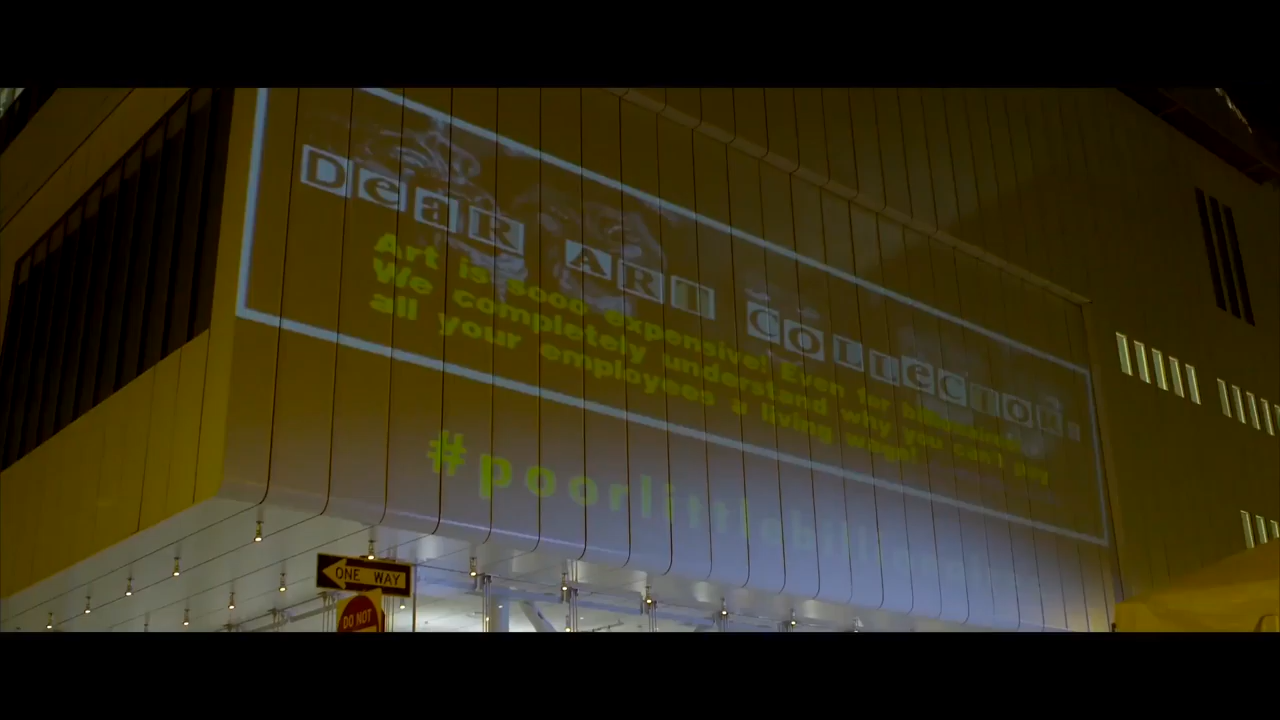 DeaR ART COLLeCTOR:
Art is sooo expensive! Even for billionaires.
We completely understand why you can't pay
all your employees a living wage!
#poorlittlebillionaires
ONE WAY
DO NOT